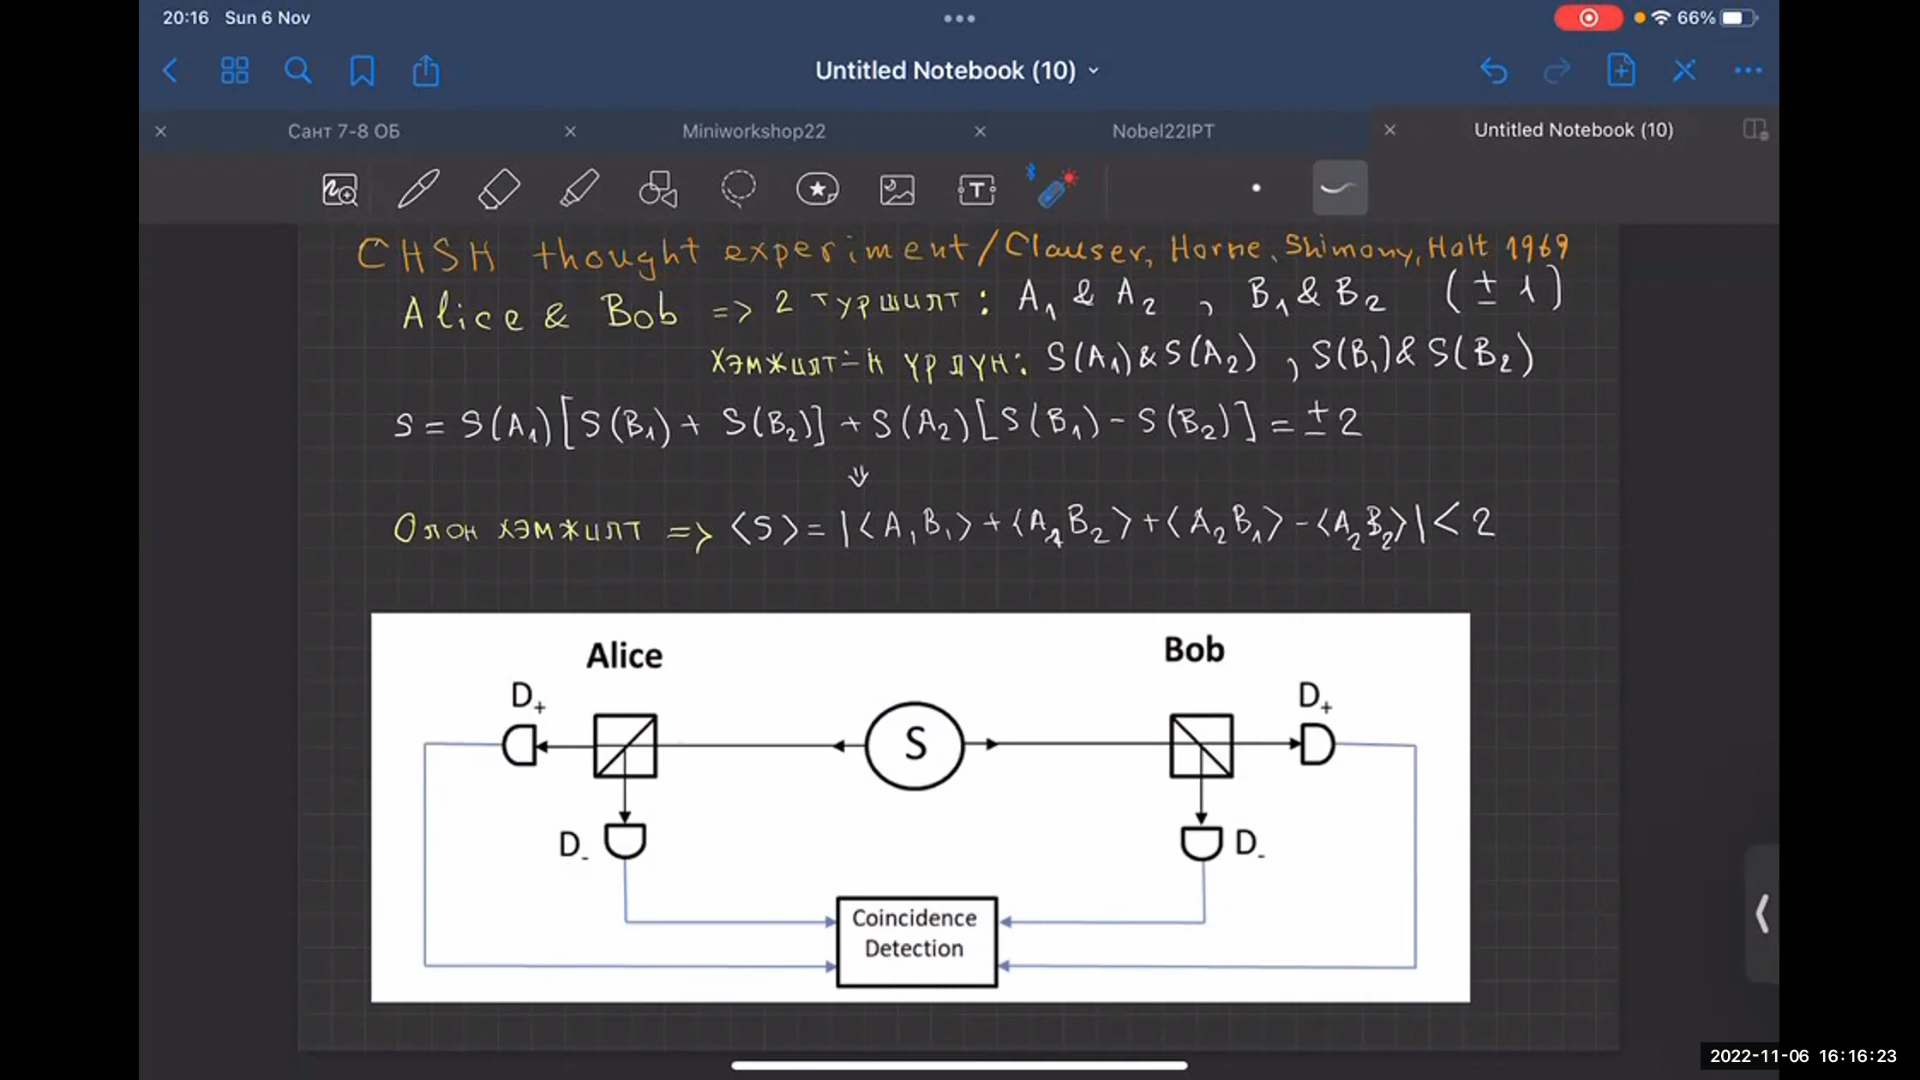 20:16 Sun 6 Nov 66%
Untitled Notebook (10)
Сант 7-8 ОБ Miniworkshop22 Nobel22IPT Untitled Notebook (10)
CHSH thought experiment/Clauser, Horne, Shimony, Halt 1969
Alice & Bob => 2 туршилт: A₁ & A₂ , B₁ & B₂ (± 1)
Хэмжилт-н үр дүн: S(A₁) & S(A₂) , S(B₁) & S(B₂)
S = S(A₁)[S(B₁) + S(B₂)] + S(A₂)[S(B₁) - S(B₂)] = ± 2
⇓
Олон хэмжилт => ⟨S⟩ = |⟨A₁B₁⟩ + ⟨A₁B₂⟩ + ⟨A₂B₁⟩ - ⟨A₂B₂⟩| < 2
Alice Bob
D₊ D₊
S
D₋ D₋
Coincidence
Detection
2022-11-06 16:16:23